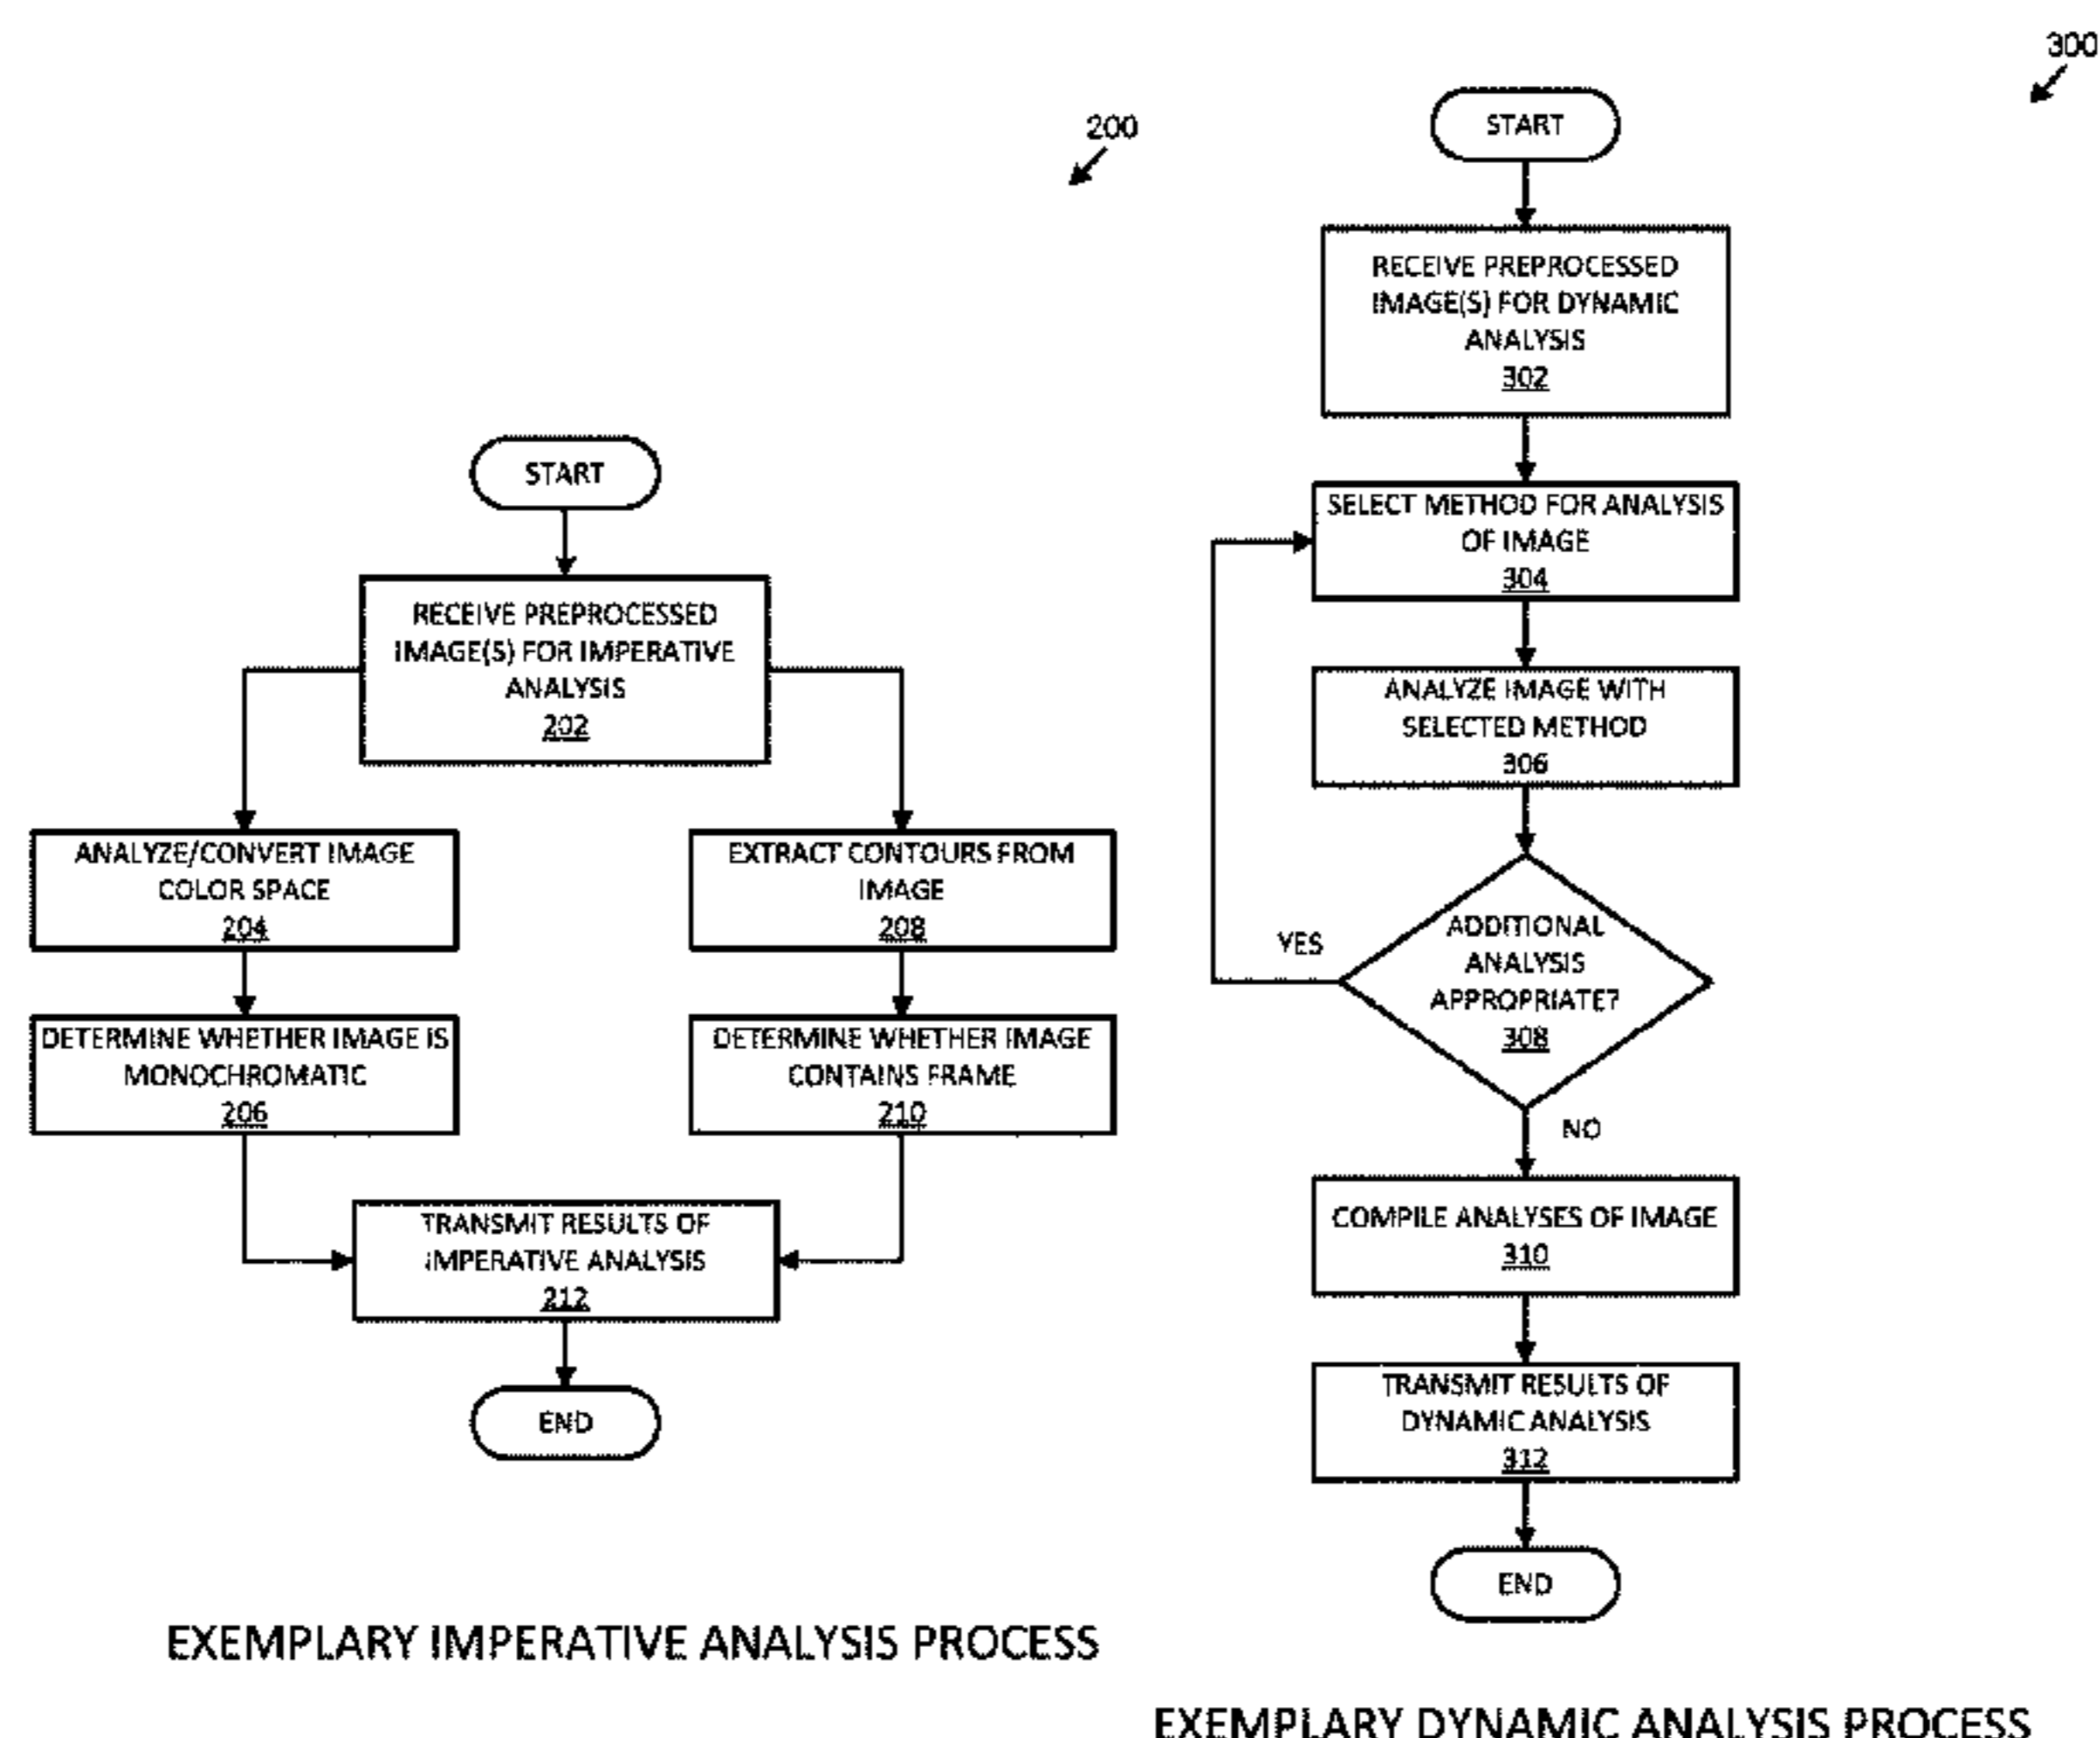 200
START
RECEIVE PREPROCESSED
IMAGE(S) FOR IMPERATIVE
ANALYSIS
202
ANALYZE/CONVERT IMAGE
COLOR SPACE
204
DETERMINE WHETHER IMAGE IS
MONOCHROMATIC
206
EXTRACT CONTOURS FROM
IMAGE
208
DETERMINE WHETHER IMAGE
CONTAINS FRAME
210
TRANSMIT RESULTS OF
IMPERATIVE ANALYSIS
212
END
EXEMPLARY IMPERATIVE ANALYSIS PROCESS
300
START
RECEIVE PREPROCESSED
IMAGE(S) FOR DYNAMIC
ANALYSIS
302
SELECT METHOD FOR ANALYSIS
OF IMAGE
304
ANALYZE IMAGE WITH
SELECTED METHOD
306
ADDITIONAL
ANALYSIS
APPROPRIATE?
308
YES
NO
COMPILE ANALYSES OF IMAGE
310
TRANSMIT RESULTS OF
DYNAMIC ANALYSIS
312
END
EXEMPLARY DYNAMIC ANALYSIS PROCESS